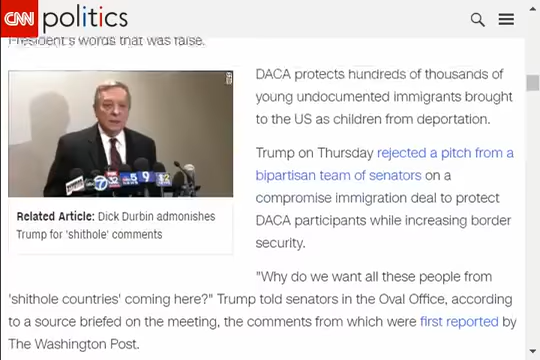 CNN politics
President's words that was false.
DACA protects hundreds of thousands of
young undocumented immigrants brought
to the US as children from deportation.
Trump on Thursday rejected a pitch from a
bipartisan team of senators on a
compromise immigration deal to protect
DACA participants while increasing border
security.
Related Article: Dick Durbin admonishes
Trump for 'shithole' comments
"Why do we want all these people from
'shithole countries' coming here?" Trump told senators in the Oval Office, according
to a source briefed on the meeting, the comments from which were first reported by
The Washington Post.